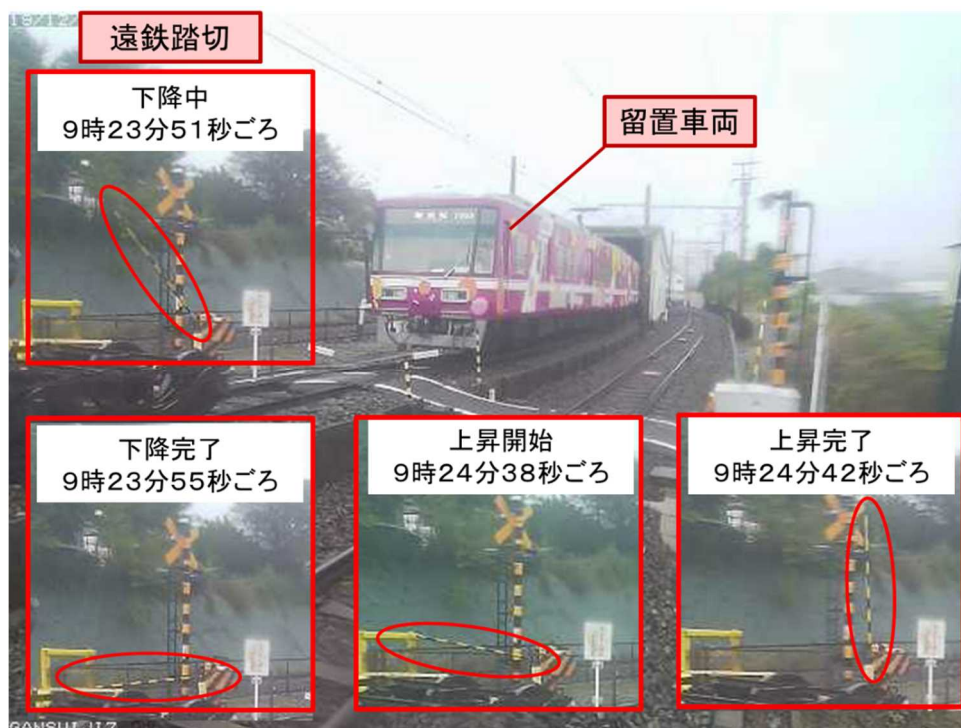 遠鉄踏切
下降中
9時23分51秒ごろ
留置車両
下降完了
9時23分55秒ごろ
上昇開始
9時24分38秒ごろ
上昇完了
9時24分42秒ごろ